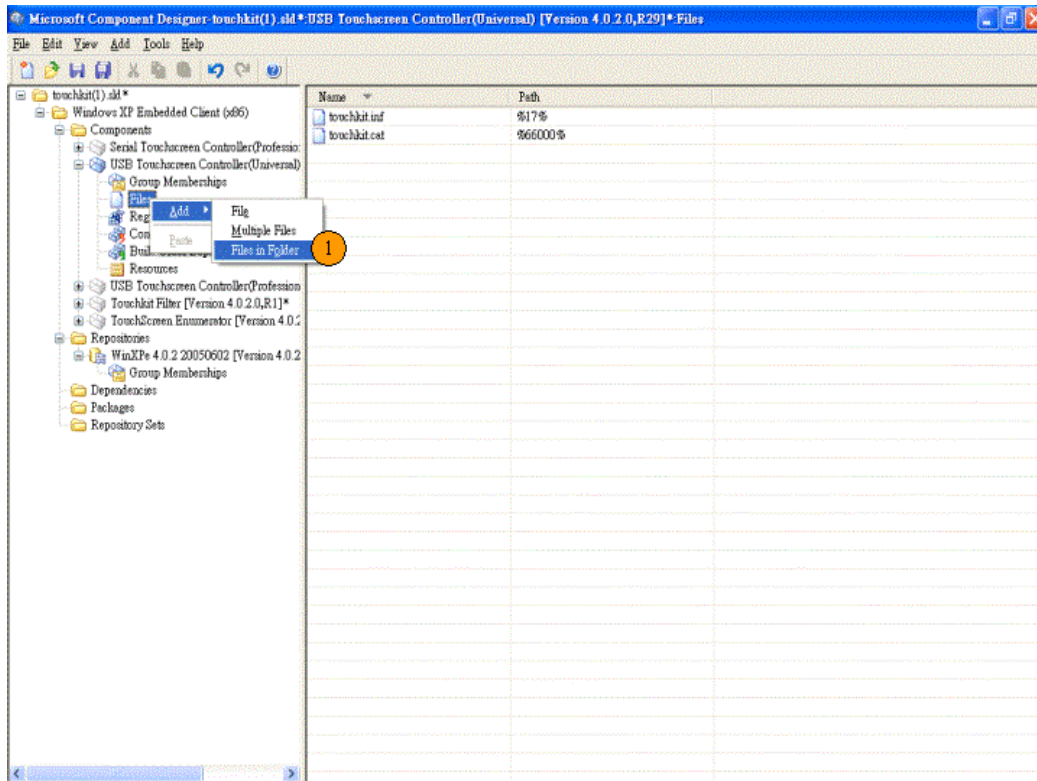 Microsoft Component Designer-touchkit(1).sld*:USB Touchscreen Controller(Universal) [Version 4.0.2.0,R29]*-Files
File Edit View Add Tools Help
touchkit(1).sld*
Windows XP Embedded Client (x86)
Components
Serial Touchscreen Controller(Professio:
USB Touchscreen Controller(Universal)
Group Memberships
Files
Reg
Con
Resources
USB Touchscreen Controller(Profession
Touchkit Filter [Version 4.0.2.0,R1]*
TouchScreen Enumerator [Version 4.0.2
Repositories
WinXPe 4.0.2 20050602 [Version 4.0.2
Group Memberships
Dependencies
Packages
Repository Sets
Add
Paste
File
Multiple Files
Files in Folder
1
Name Path
touchkit.inf %17%
touchkit.cat %66000%